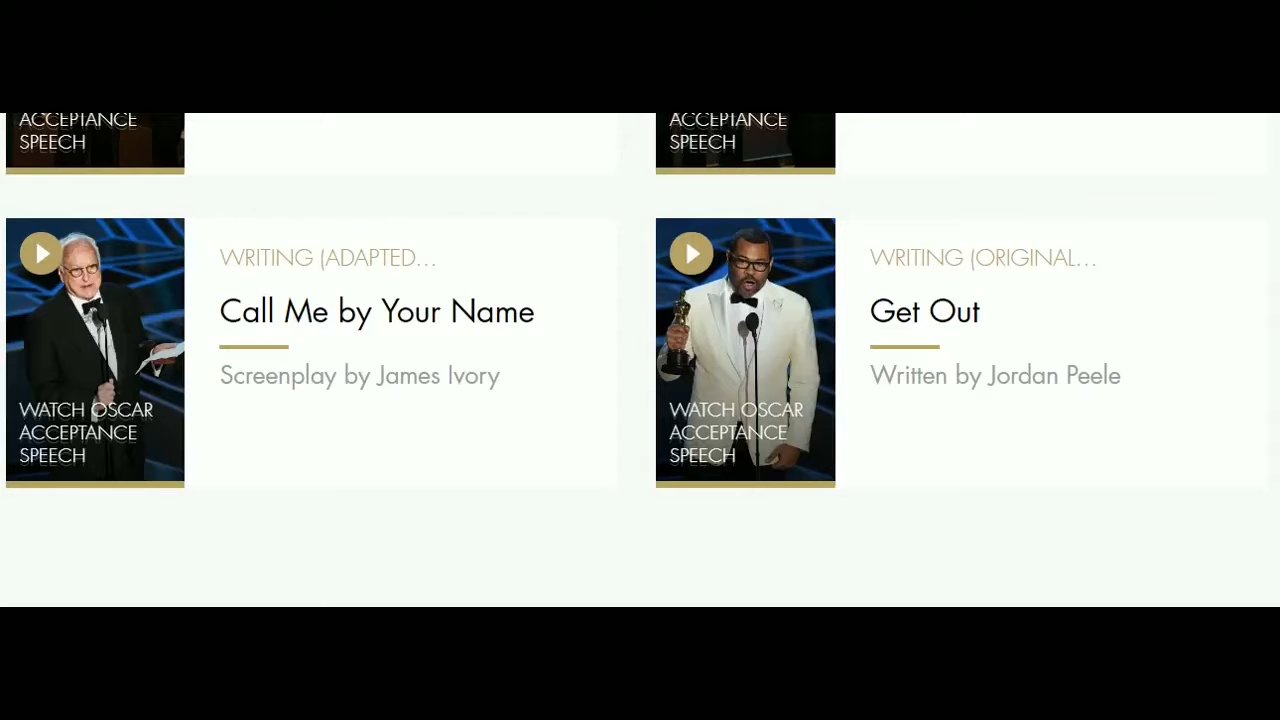 ACCEPTANCE
SPEECH
ACCEPTANCE
SPEECH
WRITING (ADAPTED...
Call Me by Your Name
Screenplay by James Ivory
WATCH OSCAR
ACCEPTANCE
SPEECH
WRITING (ORIGINAL...
Get Out
Written by Jordan Peele
WATCH OSCAR
ACCEPTANCE
SPEECH